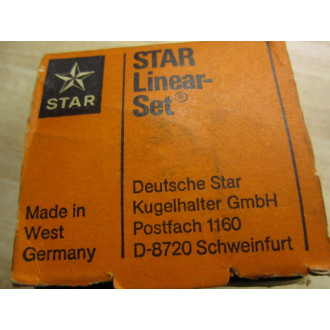 STAR
Made in
West
Germany
STAR
Linear-
Set®
Deutsche Star
Kugelhalter GmbH
Postfach 1160
D-8720 Schweinfurt